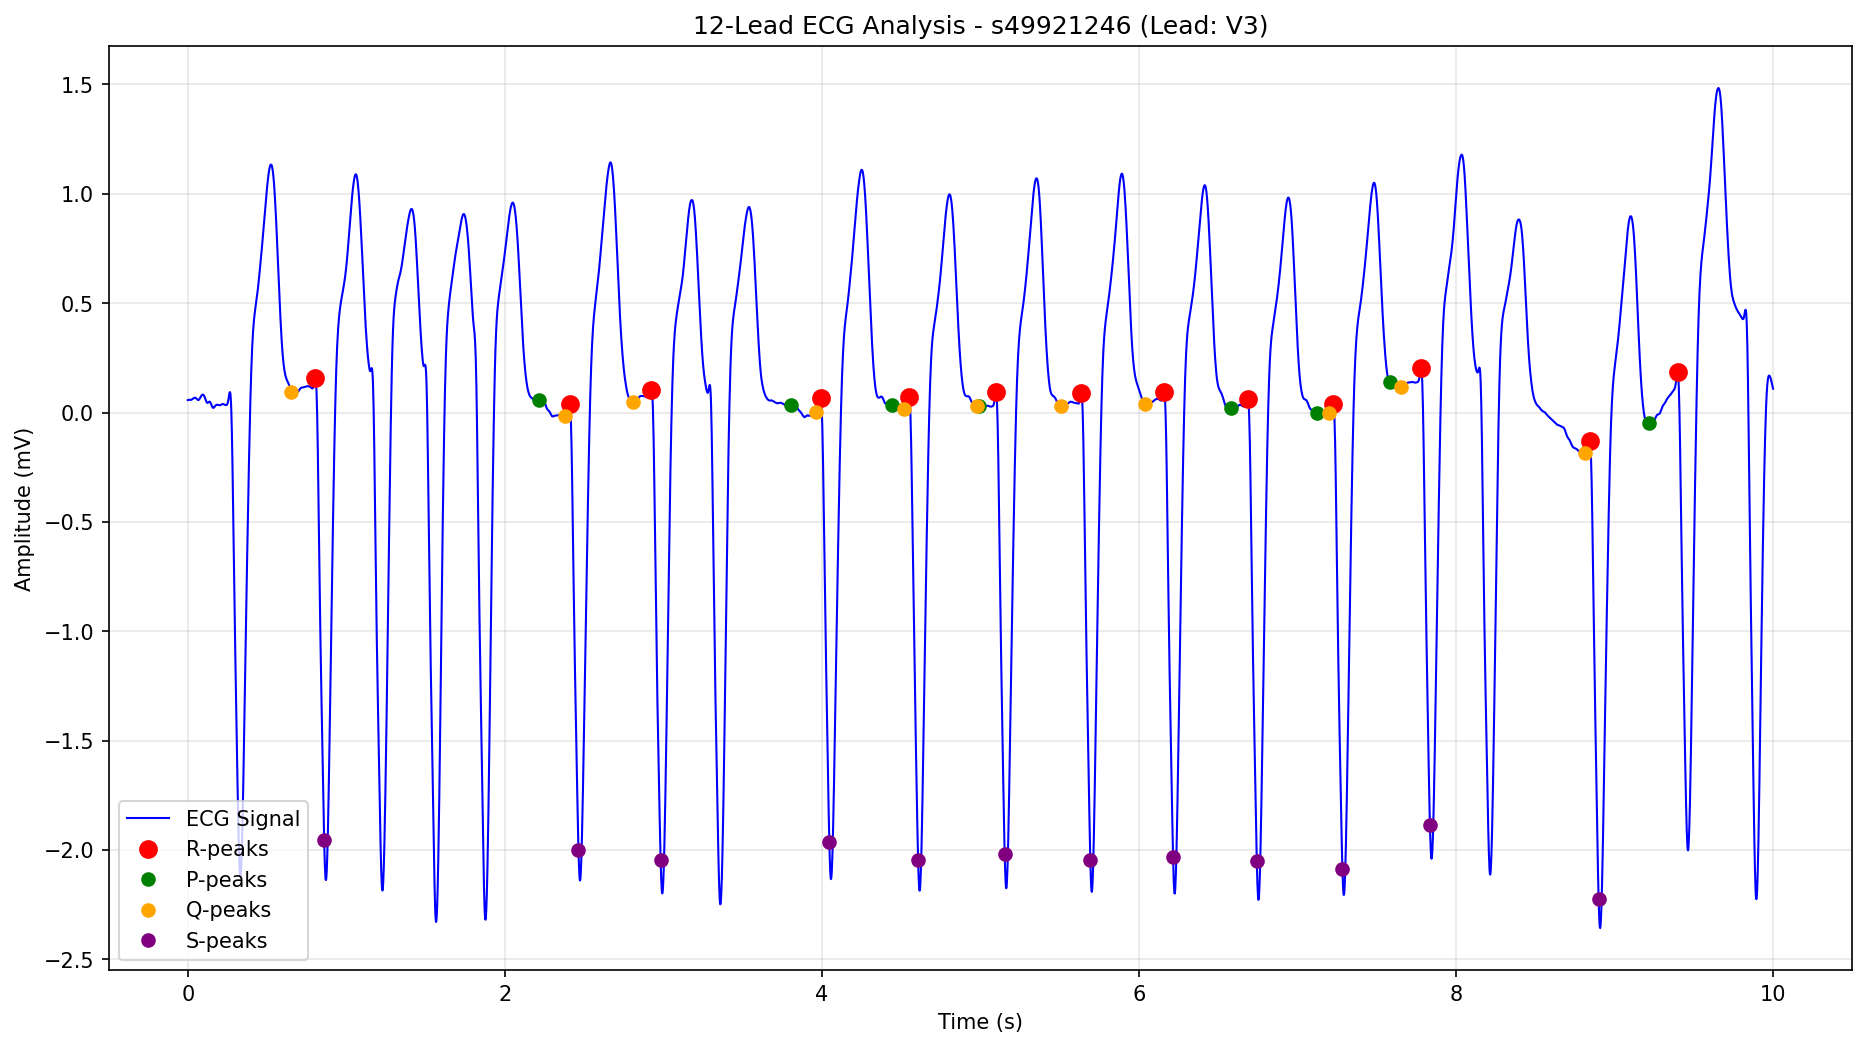 12-Lead ECG Analysis - s49921246 (Lead: V3)
Amplitude (mV)
1.5
1.0
0.5
0.0
−0.5
−1.0
−1.5
−2.0
−2.5
ECG Signal
R-peaks
P-peaks
Q-peaks
S-peaks
0 2 4 6 8 10
Time (s)